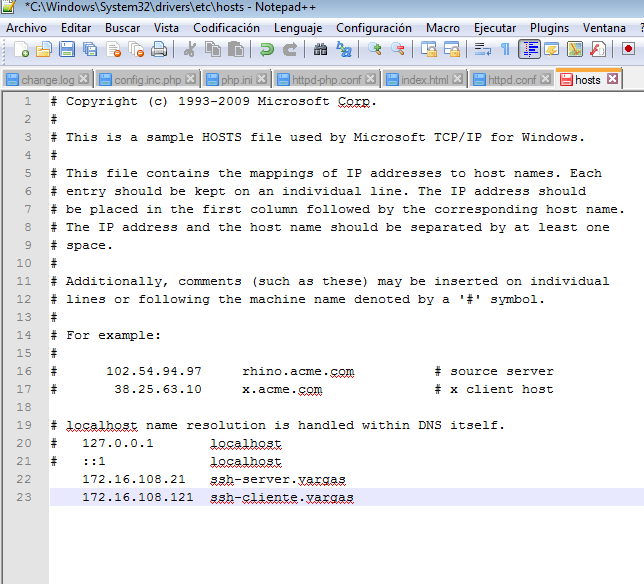 *C:\Windows\System32\drivers\etc\hosts - Notepad++
Archivo Editar Buscar Vista Codificación Lenguaje Configuración Macro Ejecutar Plugins Ventana ?
change.log config.inc.php php.ini httpd-php.conf index.html httpd.conf hosts
1 # Copyright (c) 1993-2009 Microsoft Corp.
2 #
3 # This is a sample HOSTS file used by Microsoft TCP/IP for Windows.
4 #
5 # This file contains the mappings of IP addresses to host names. Each
6 # entry should be kept on an individual line. The IP address should
7 # be placed in the first column followed by the corresponding host name.
8 # The IP address and the host name should be separated by at least one
9 # space.
10 #
11 # Additionally, comments (such as these) may be inserted on individual
12 # lines or following the machine name denoted by a '#' symbol.
13 #
14 # For example:
15 #
16 # 102.54.94.97 rhino.acme.com # source server
17 # 38.25.63.10 x.acme.com # x client host
18
19 # localhost name resolution is handled within DNS itself.
20 # 127.0.0.1 localhost
21 # ::1 localhost
22 172.16.108.21 ssh-server.vargas
23 172.16.108.121 ssh-cliente.vargas